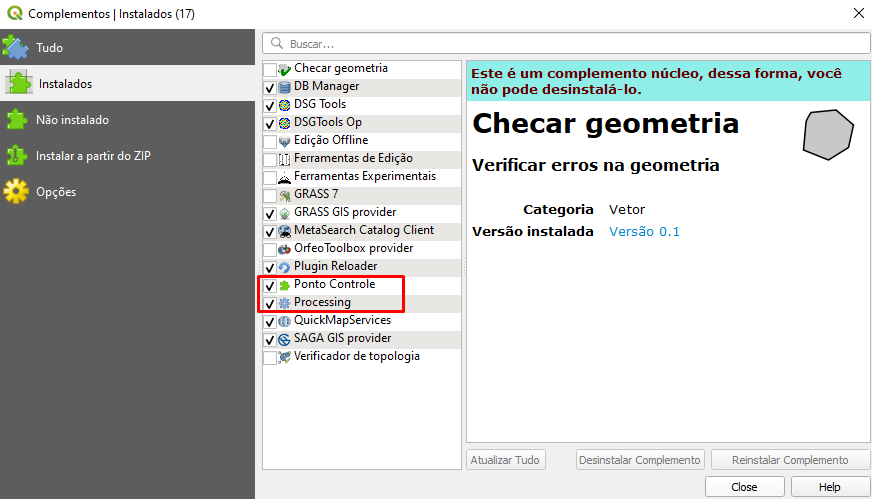 Complementos | Instalados (17)
Tudo
Instalados
Não instalado
Instalar a partir do ZIP
Opções
Buscar...
Checar geometria
DB Manager
DSG Tools
DSGTools Op
Edição Offline
Ferramentas de Edição
Ferramentas Experimentais
GRASS 7
GRASS GIS provider
MetaSearch Catalog Client
OrfeoToolbox provider
Plugin Reloader
Ponto Controle
Processing
QuickMapServices
SAGA GIS provider
Verificador de topologia
Este é um complemento núcleo, dessa forma, você
não pode desinstalá-lo.
Checar geometria
Verificar erros na geometria
Categoria Vetor
Versão instalada Versão 0.1
Atualizar Tudo
Desinstalar Complemento
Reinstalar Complemento
Close
Help